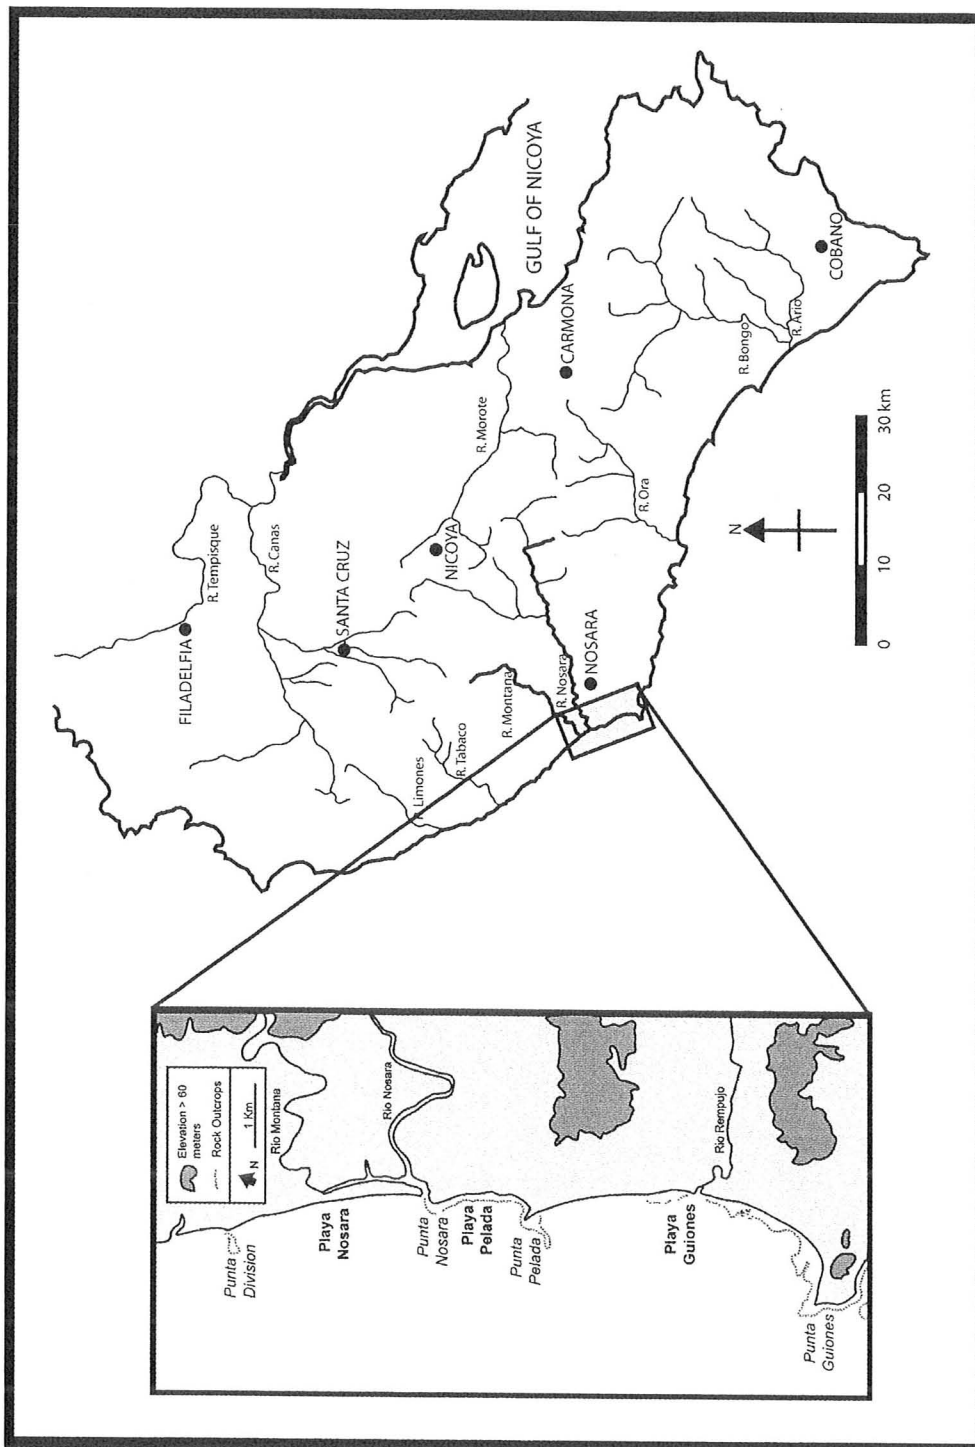 Elevation > 60
meters
Rock Outcrops
N
1 Km
Rio Montana
Rio Nosara
Rio Rempujo
Punta
Division
Playa
Nosara
Punta
Nosara
Playa
Pelada
Punta
Pelada
Playa
Guiones
Punta
Guiones
FILADELFIA
R. Tempisque
R. Canas
SANTA CRUZ
NICOYA
R. Morote
GULF OF NICOYA
CARMONA
R. Limones
R. Tabaco
R. Montana
R. Nosara
NOSARA
R. Ora
R. Bongo
R. Ario
COBANO
N
0
10
20
30 km